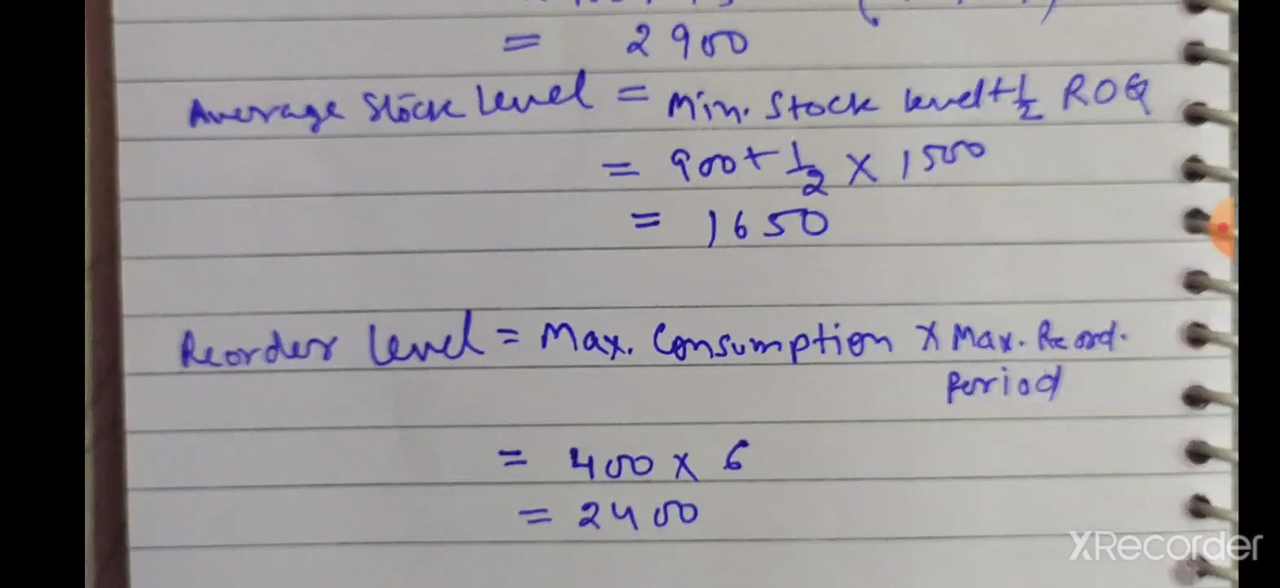 = 2900
Average Stock Level = Min. Stock level + 1/2 ROQ
= 900 + 1/2 × 1500
= 1650
Reorder Level = Max. Consumption × Max. Reord.
Period
= 400 × 6
= 2400
XRecorder